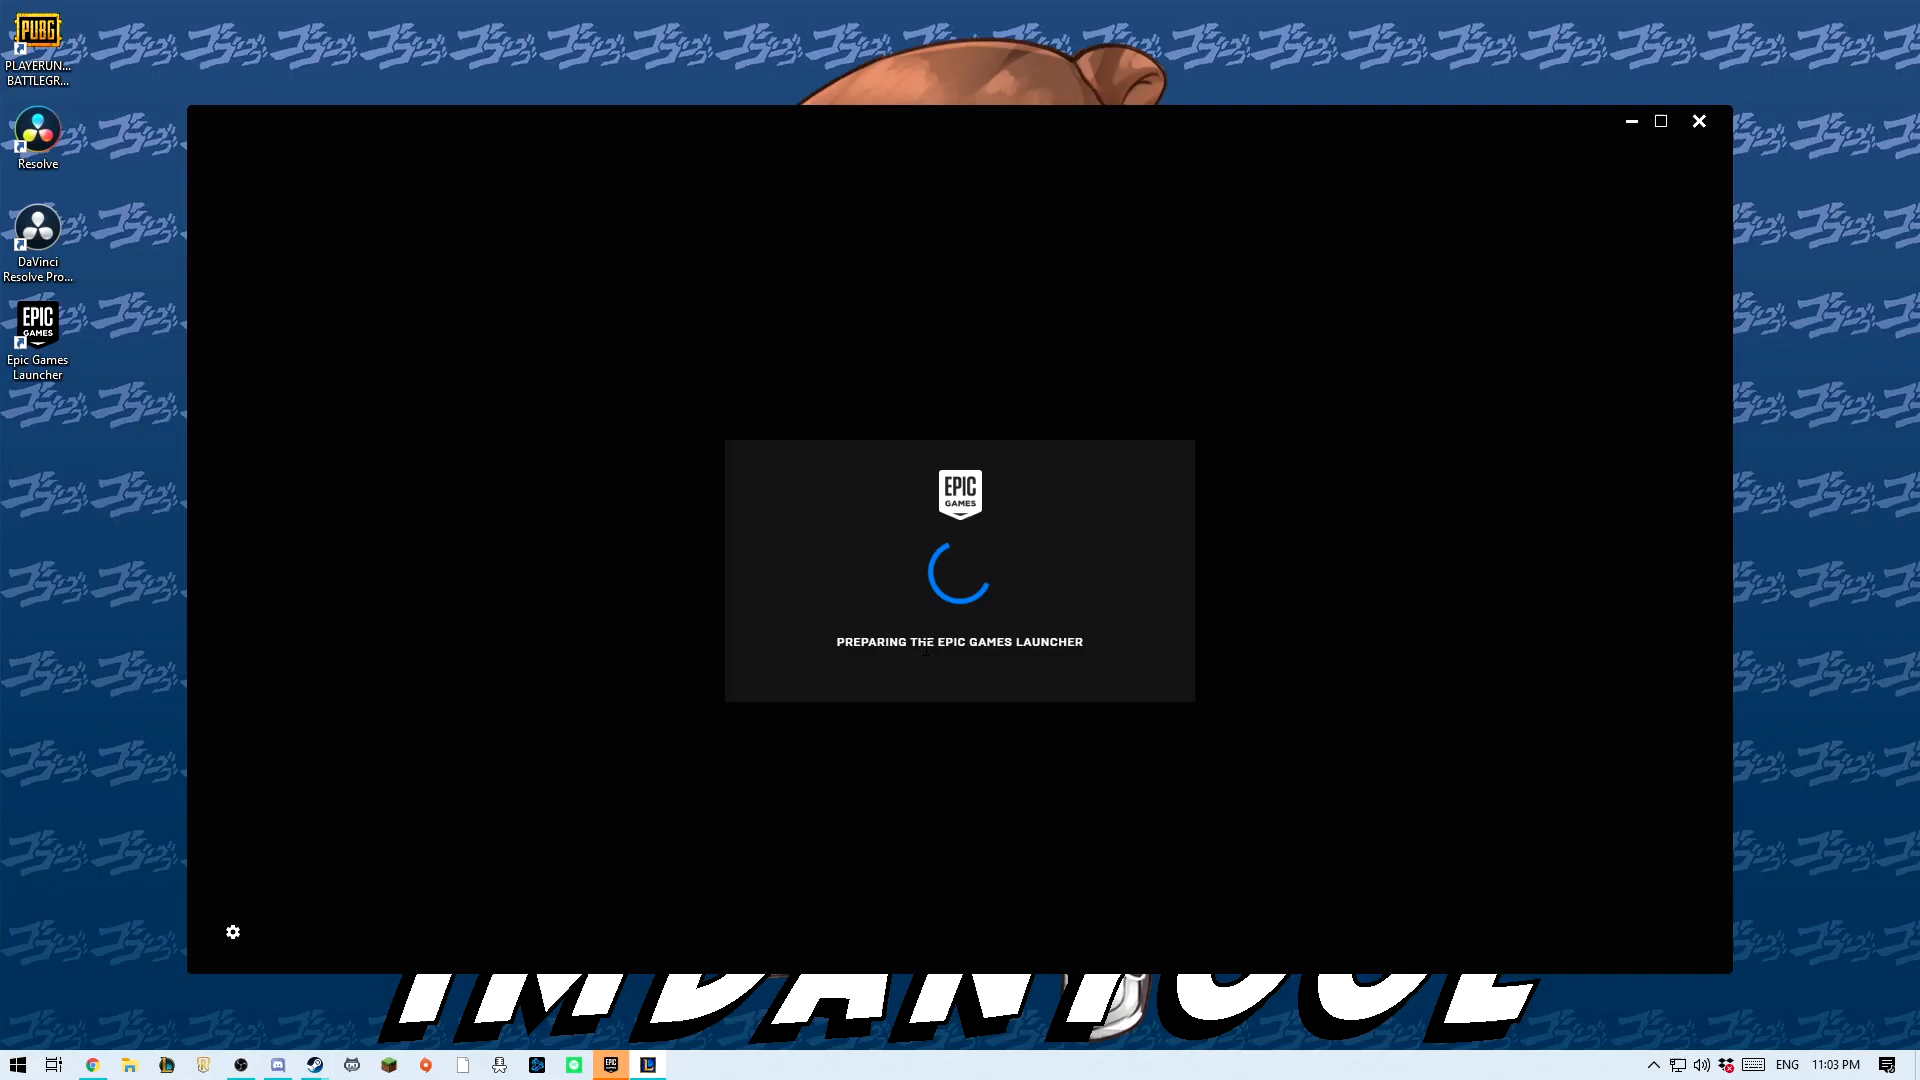 PUBG
PLAYERUN...
BATTLEGR...
Resolve
DaVinci
Resolve Pro...
EPIC
GAMES
Epic Games
Launcher
EPIC
GAMES
PREPARING THE EPIC GAMES LAUNCHER
ENG
11:03 PM